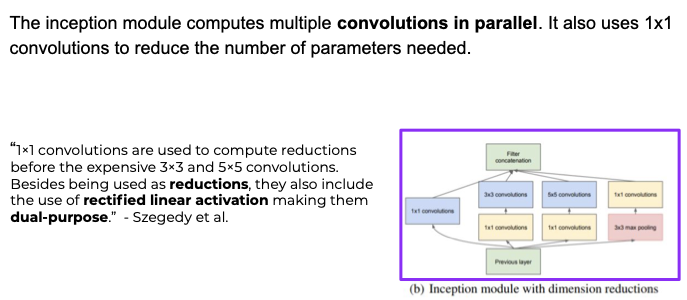 The inception module computes multiple convolutions in parallel. It also uses 1x1
convolutions to reduce the number of parameters needed.
“1×1 convolutions are used to compute reductions
before the expensive 3×3 and 5×5 convolutions.
Besides being used as reductions, they also include
the use of rectified linear activation making them
dual-purpose.” - Szegedy et al.
Filter
concatenation
3x3 convolutions
5x5 convolutions
1x1 convolutions
1x1 convolutions
1x1 convolutions
1x1 convolutions
3x3 max pooling
Previous layer
(b) Inception module with dimension reductions